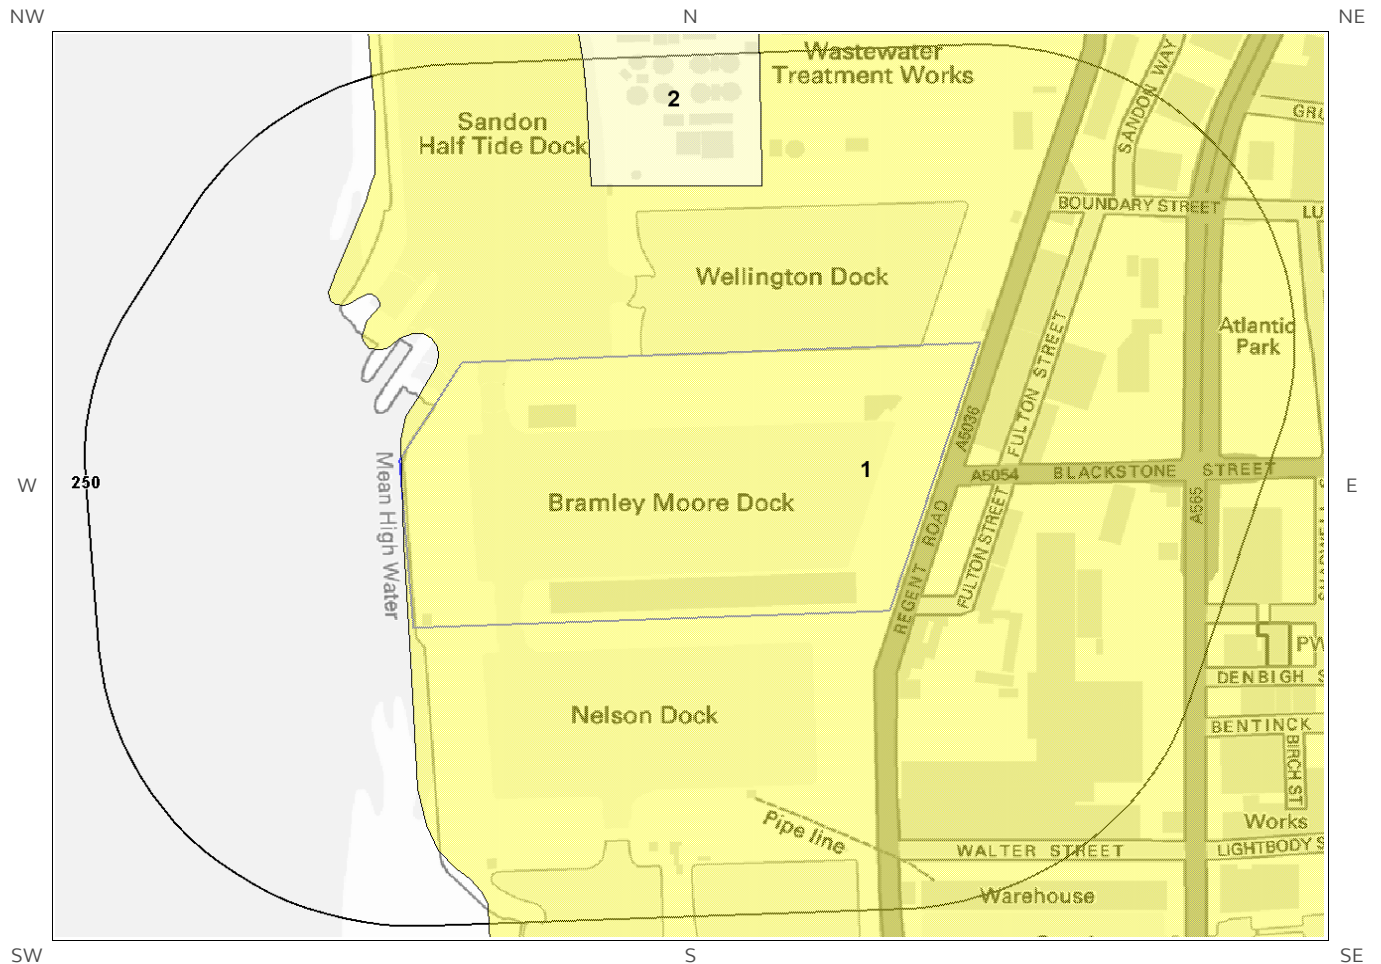 NW
N
NE
Wastewater
Treatment Works
SANDON WAY
2
GRU
Sandon
Half Tide Dock
BOUNDARY STREET
LU
Wellington Dock
Atlantic
Park
FULTON STREET
A5036
Mean High Water
W
250
1
A5054
BLACKSTONE STREET
E
Bramley Moore Dock
A565
REGENT ROAD
FULTON STREET
PW
DENBIGH S
Nelson Dock
BENTINCK
BIRCH ST
Pipe line
Works
WALTER STREET
LIGHTBODY S
Warehouse
SW
S
SE